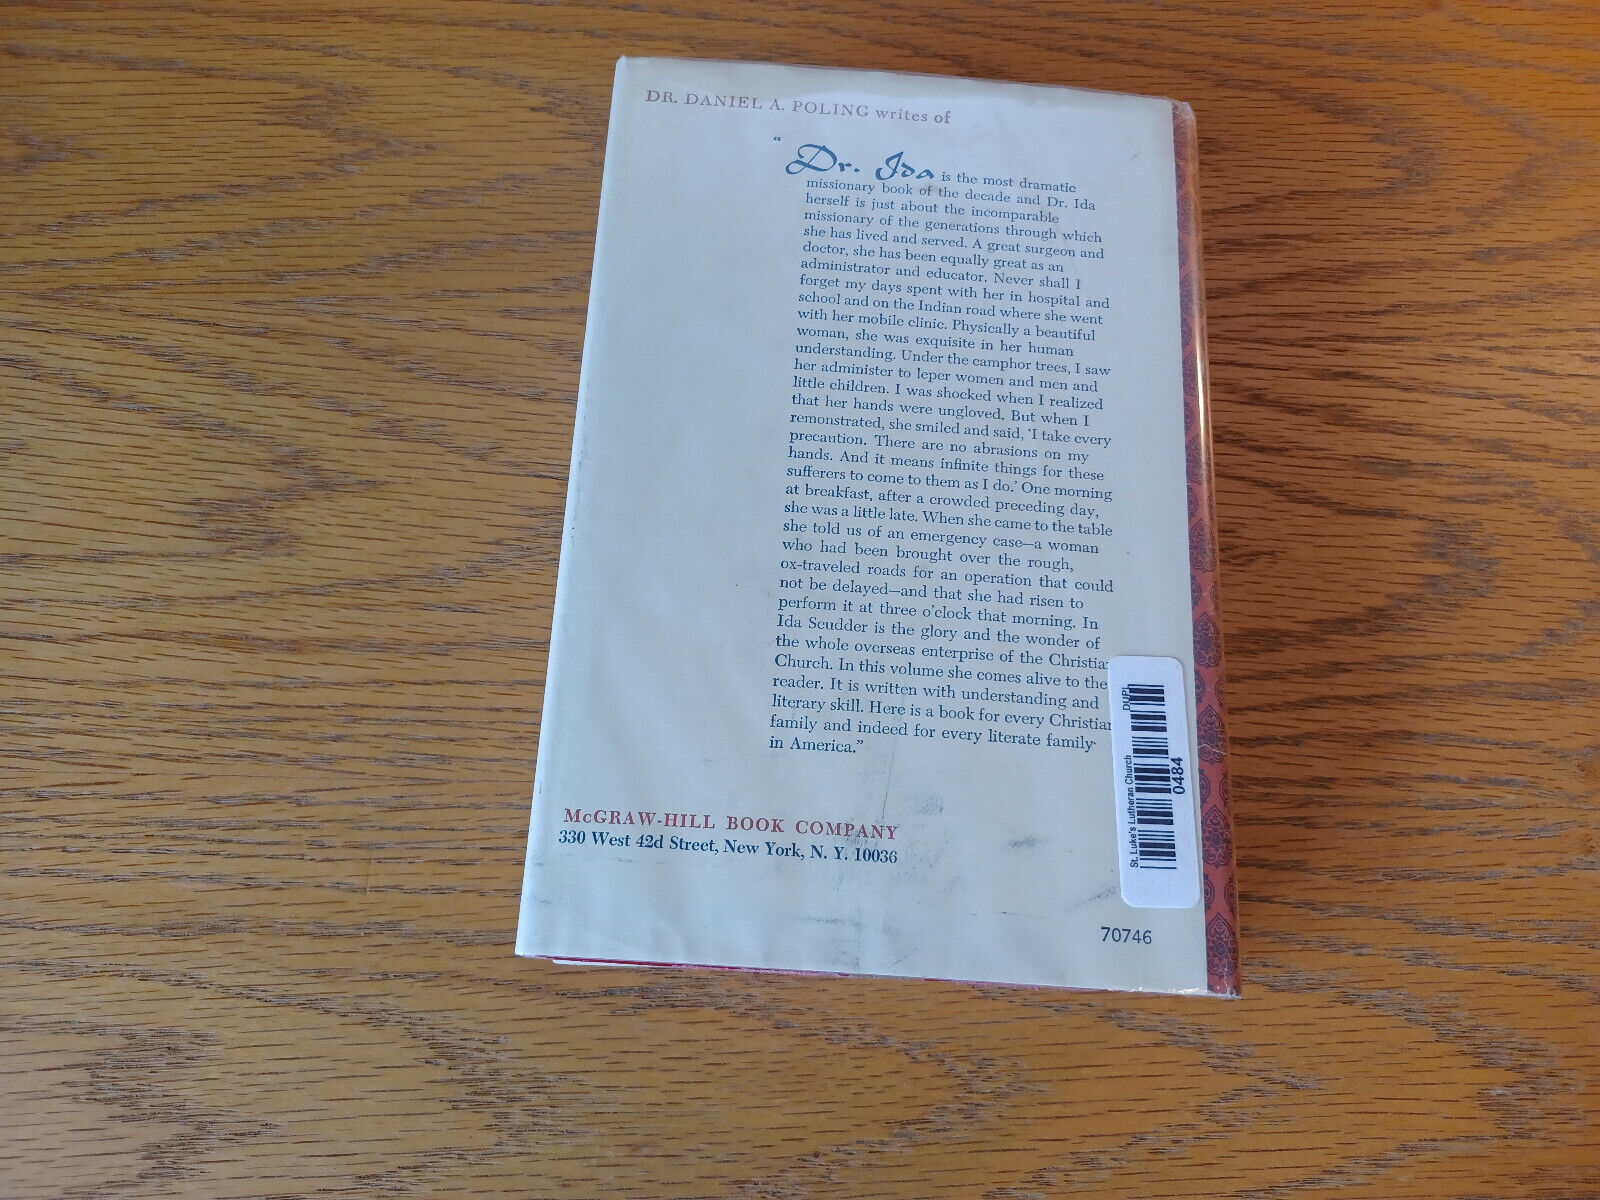 DR. DANIEL A. POLING writes of
“Dr. Ida is the most dramatic
missionary book of the decade and Dr. Ida
herself is just about the incomparable
missionary of the generations through which
she has lived and served. A great surgeon and
doctor, she has been equally great as an
administrator and educator. Never shall I
forget my days spent with her in hospital and
school and on the Indian road where she went
with her mobile clinic. Physically a beautiful
woman, she was exquisite in her human
understanding. Under the camphor trees, I saw
her administer to leper women and men and
little children. I was shocked when I realized
that her hands were ungloved. But when I
remonstrated, she smiled and said, ‘I take every
precaution. There are no abrasions on my
hands. And it means infinite things for these
sufferers to come to them as I do.’ One morning
at breakfast, after a crowded preceding day,
she was a little late. When she came to the table
she told us of an emergency case—a woman
who had been brought over the rough,
ox-traveled roads for an operation that could
not be delayed—and that she had risen to
perform it at three o’clock that morning. In
Ida Scudder is the glory and the wonder of
the whole overseas enterprise of the Christia
Church. In this volume she comes alive to the
reader. It is written with understanding and
literary skill. Here is a book for every Christian
family and indeed for every literate family
in America.”
McGRAW-HILL BOOK COMPANY
330 West 42d Street, New York, N. Y. 10036
70746
St. Luke's Lutheran Church
DUPL
0484